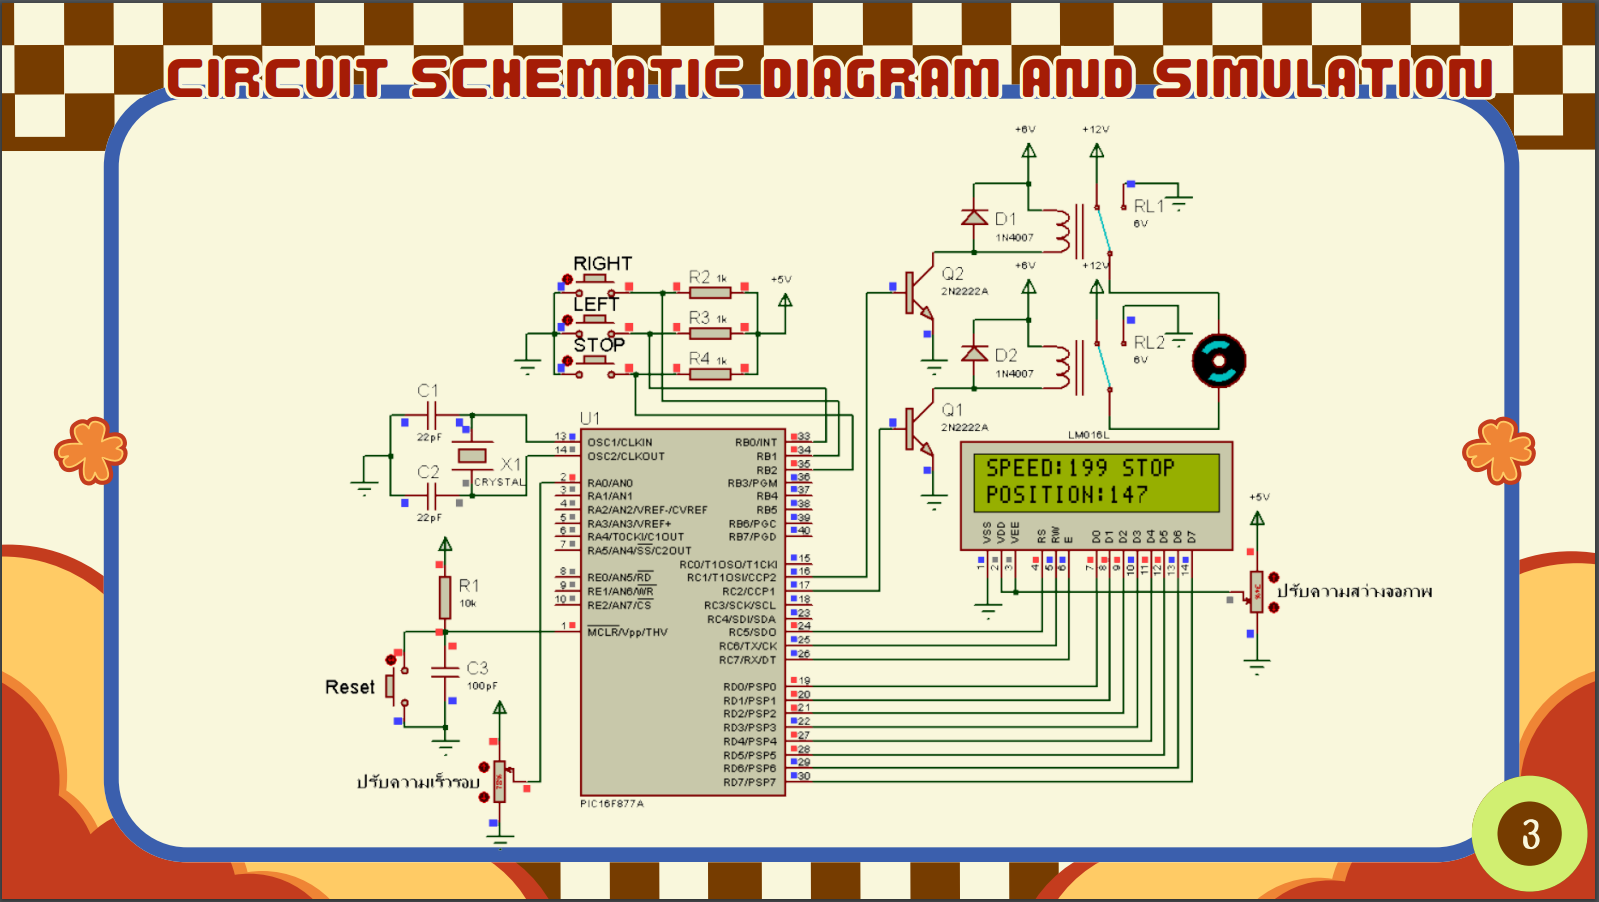 CIRCUIT SCHEMATIC DIAGRAM AND SIMULATION
+6V
+12V
D1
1N4007
RL1
6V
RIGHT
LEFT
STOP
R2 1k
R3 1k
R4 1k
+5V
Q2
2N2222A
+6V
+12V
D2
1N4007
RL2
6V
Q1
2N2222A
C1
22pF
C2
22pF
X1
CRYSTAL
U1
13 OSC1/CLKIN
14 OSC2/CLKOUT
2 RA0/AN0
3 RA1/AN1
4 RA2/AN2/VREF-/CVREF
5 RA3/AN3/VREF+
6 RA4/T0CKI/C1OUT
7 RA5/AN4/SS/C2OUT
8 RE0/AN5/RD
9 RE1/AN6/WR
10 RE2/AN7/CS
1 MCLR/Vpp/THV
RB0/INT 33
RB1 34
RB2 35
RB3/PGM 36
RB4 37
RB5 38
RB6/PGC 39
RB7/PGD 40
RC0/T1OSO/T1CKI 15
RC1/T1OSI/CCP2 16
RC2/CCP1 17
RC3/SCK/SCL 18
RC4/SDI/SDA 23
RC5/SDO 24
RC6/TX/CK 25
RC7/RX/DT 26
RD0/PSP0 19
RD1/PSP1 20
RD2/PSP2 21
RD3/PSP3 22
RD4/PSP4 27
RD5/PSP5 28
RD6/PSP6 29
RD7/PSP7 30
PIC16F877A
LM016L
SPEED:199 STOP
POSITION:147
VSS VDD VEE RS RW E D0 D1 D2 D3 D4 D5 D6 D7
1 2 3 4 5 6 7 8 9 10 11 12 13 14
+5V
ปรับความสว่างจอภาพ
R1
10k
Reset
C3
100pF
ปรับความเร็วรอบ
3